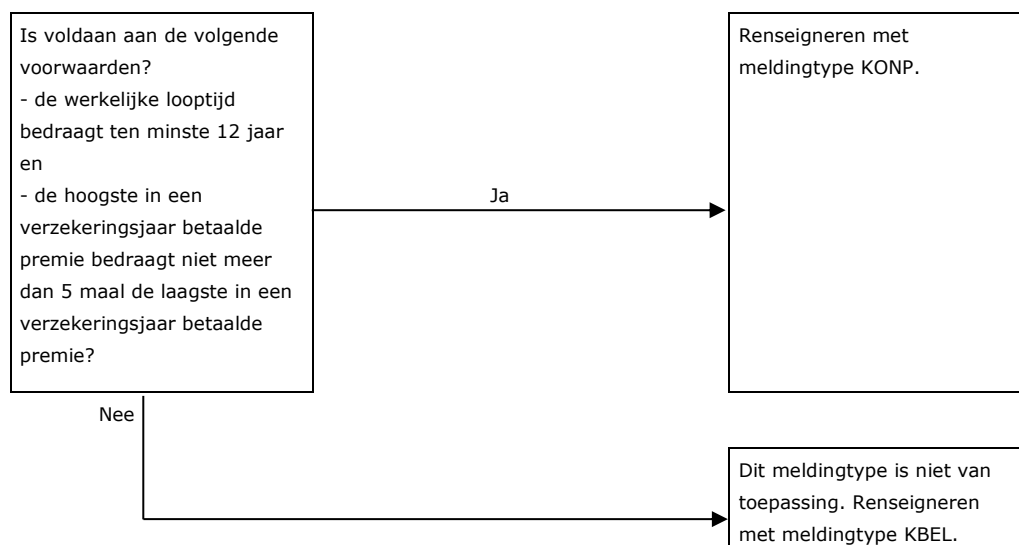 Is voldaan aan de volgende
voorwaarden?
- de werkelijke looptijd
bedraagt ten minste 12 jaar
en
- de hoogste in een
verzekeringsjaar betaalde
premie bedraagt niet meer
dan 5 maal de laagste in een
verzekeringsjaar betaalde
premie?
Ja
Renseigneren met
meldingtype KONP.
Nee
Dit meldingtype is niet van
toepassing. Renseigneren
met meldingtype KBEL.